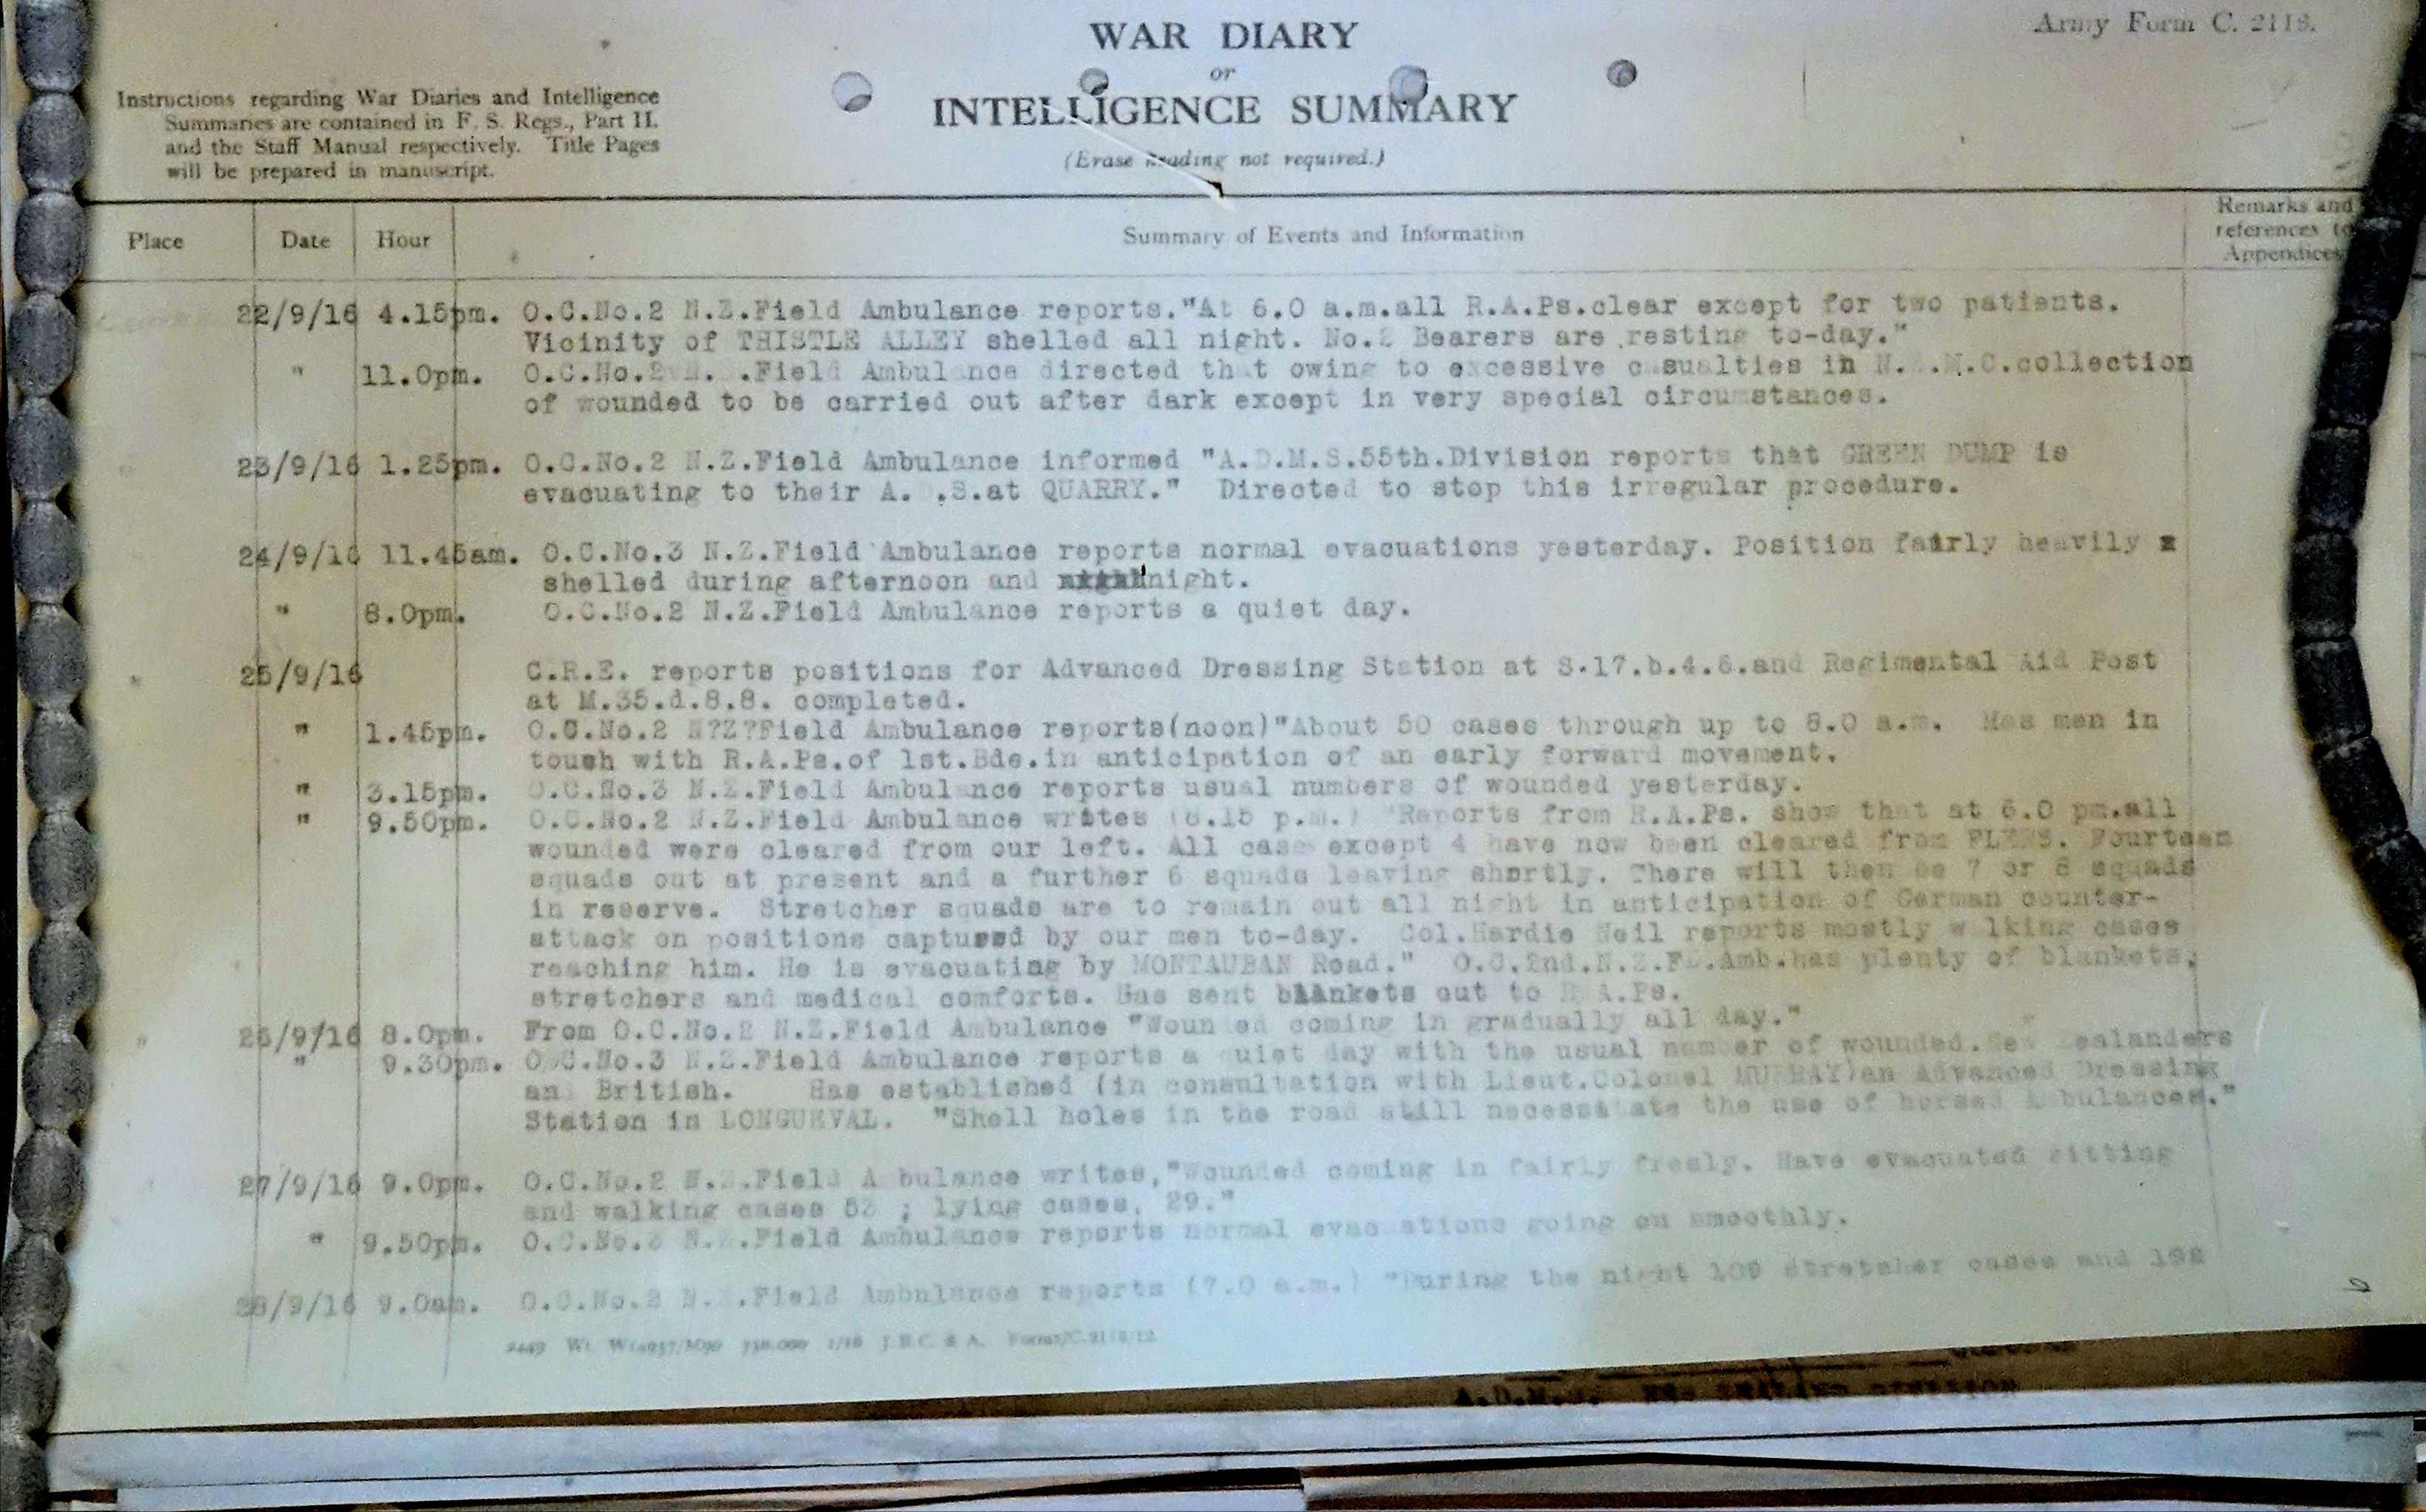 WAR DIARY
or
INTELLIGENCE SUMMARY
(Erase heading not required.)
Army Form C. 2118.
Instructions regarding War Diaries and Intelligence
Summaries are contained in F. S. Regs., Part II.
and the Staff Manual respectively. Title Pages
will be prepared in manuscript.
Place Date Hour Summary of Events and Information Remarks and
references to
Appendices
22/9/16 4.15pm. O.C.No.2 N.Z.Field Ambulance reports."At 6.0 a.m.all R.A.Ps.clear except for two patients.
Vicinity of THISTLE ALLEY shelled all night. No.2 Bearers are resting to-day."
" 11.0pm. O.C.No.2 N. .Field Ambulance directed that owing to excessive casualties in N. .M.C.collection
of wounded to be carried out after dark except in very special circumstances.
23/9/16 1.25pm. O.C.No.2 N.Z.Field Ambulance informed "A.D.M.S.55th.Division reports that GREEN DUMP is
evacuating to their A. .S.at QUARRY." Directed to stop this irregular procedure.
24/9/16 11.45am. O.C.No.3 N.Z.Field Ambulance reports normal evacuations yesterday. Position fairly heavily x
shelled during afternoon and night.
" 8.0pm. O.C.No.2 N.Z.Field Ambulance reports a quiet day.
25/9/16 C.R.E. reports positions for Advanced Dressing Station at S.17.b.4.8.and Regimental Aid Post
at M.35.d.8.8. completed.
" 1.45pm. O.C.No.2 N?Z?Field Ambulance reports(noon)"About 50 cases through up to 8.0 a.m. Has men in
touch with R.A.Ps.of 1st.Bde.in anticipation of an early forward movement.
" 3.15pm. O.C.No.3 N.Z.Field Ambulance reports usual numbers of wounded yesterday.
" 9.50pm. O.C.No.2 N.Z.Field Ambulance writes (8.15 p.m.) "Reports from R.A.Ps. show that at 6.0 pm.all
wounded were cleared from our left. All case except 4 have now been cleared from FLERS. Fourteen
squads out at present and a further 6 squads leaving shortly. There will then be 7 or 8 squads
in reserve. Stretcher squads are to remain out all night in anticipation of German counter-
attack on positions captured by our men to-day. Col.Hardie Neil reports mostly walking cases
reaching him. He is evacuating by MONTAUBAN Road." O.C.2nd.N.Z.Fd.Amb.has plenty of blankets,
stretchers and medical comforts. Has sent blankets out to R.A.Ps.
" 26/9/16 8.0pm. From O.C.No.2 N.Z.Field Ambulance "Wounded coming in gradually all day."
" 9.30pm. O.C.No.3 N.Z.Field Ambulance reports a quiet day with the usual number of wounded.New Zealanders
and British. Has established (in consultation with Lieut.Colonel MURRAY)an Advanced Dressing
Station in LONGUEVAL. "Shell holes in the road still necessitate the use of horsed Ambulances."
27/9/16 9.0pm. O.C.No.2 N.Z.Field Ambulance writes,"Wounded coming in fairly freely. Have evacuated sitting
and walking cases 53 ; lying cases, 29."
" 9.50pm. O.C.No.3 N.Z.Field Ambulance reports normal evacuations going on smoothly.
28/9/16 9.0am. O.C.No.2 N.Z.Field Ambulance reports (7.0 a.m.) "During the night 109 stretcher cases and 192
2449 Wt. W14957/M90 750,000 1/16 J.B.C. & A. Forms/C.2118/12.
A.D.M.S. NEW ZEALAND DIVISION